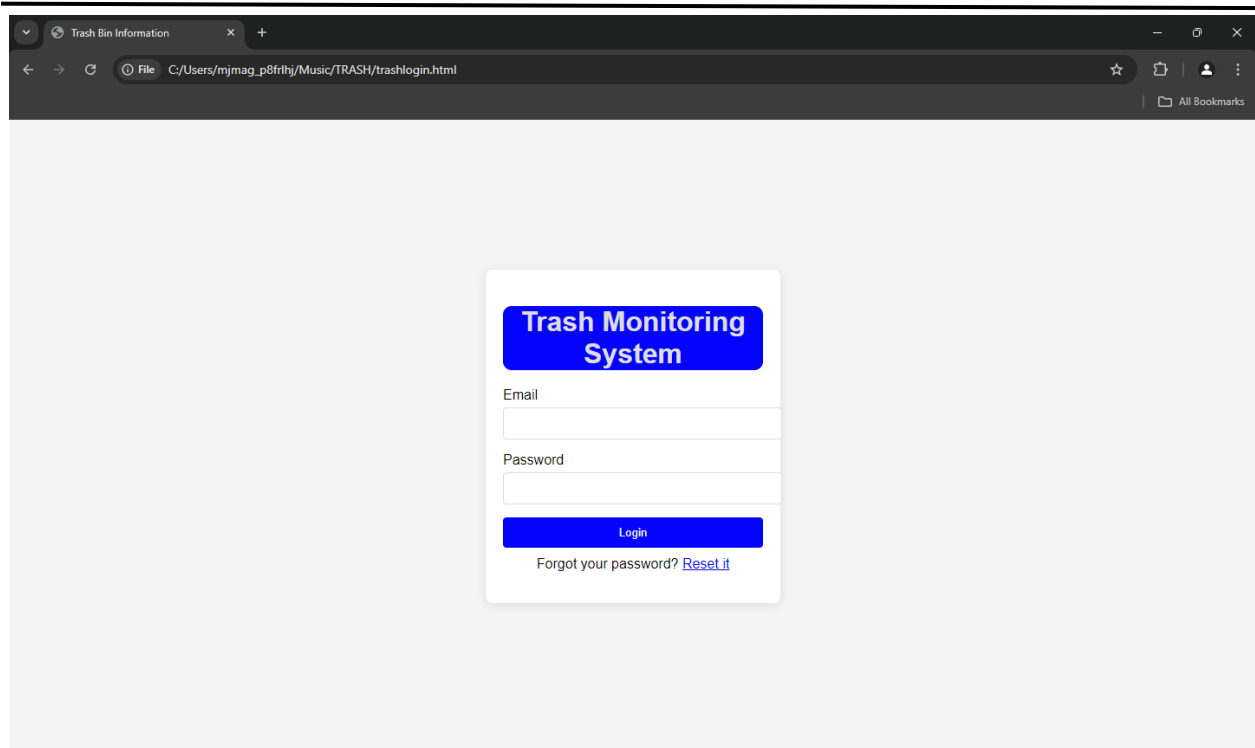 Trash Bin Information
File C:/Users/mjmag_p8frlhj/Music/TRASH/trashlogin.html
All Bookmarks
Trash Monitoring
System
Email
Password
Login
Forgot your password? Reset it